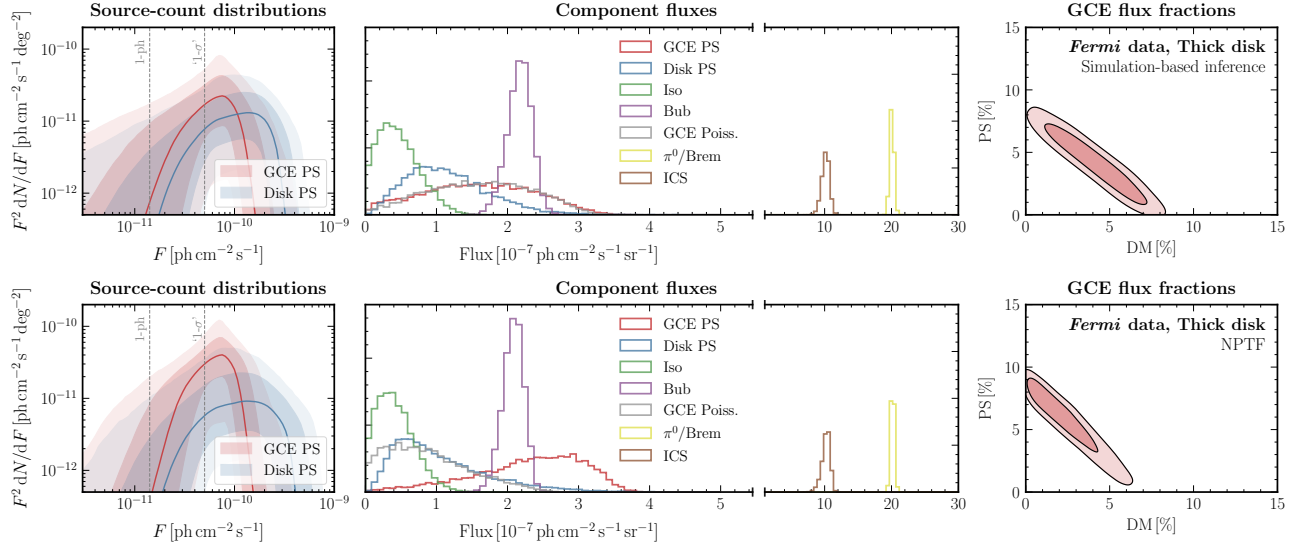 Source-count distributions
Component fluxes
GCE flux fractions
F² dN/dF [ph cm⁻² s⁻¹ deg⁻²]
10⁻¹⁰
10⁻¹¹
10⁻¹²
1-ph
'1-σ'
GCE PS
Disk PS
10⁻¹¹
10⁻¹⁰
10⁻⁹
F [ph cm⁻² s⁻¹]
GCE PS
Disk PS
Iso
Bub
GCE Poiss.
π⁰/Brem
ICS
0
1
2
3
4
5
10
20
30
Flux [10⁻⁷ ph cm⁻² s⁻¹ sr⁻¹]
Fermi data, Thick disk
Simulation-based inference
PS [%]
15
10
5
0
0
5
10
15
DM [%]
Source-count distributions
Component fluxes
GCE flux fractions
F² dN/dF [ph cm⁻² s⁻¹ deg⁻²]
10⁻¹⁰
10⁻¹¹
10⁻¹²
1-ph
'1-σ'
GCE PS
Disk PS
10⁻¹¹
10⁻¹⁰
10⁻⁹
F [ph cm⁻² s⁻¹]
GCE PS
Disk PS
Iso
Bub
GCE Poiss.
π⁰/Brem
ICS
0
1
2
3
4
5
10
20
30
Flux [10⁻⁷ ph cm⁻² s⁻¹ sr⁻¹]
Fermi data, Thick disk
NPTF
PS [%]
15
10
5
0
0
5
10
15
DM [%]